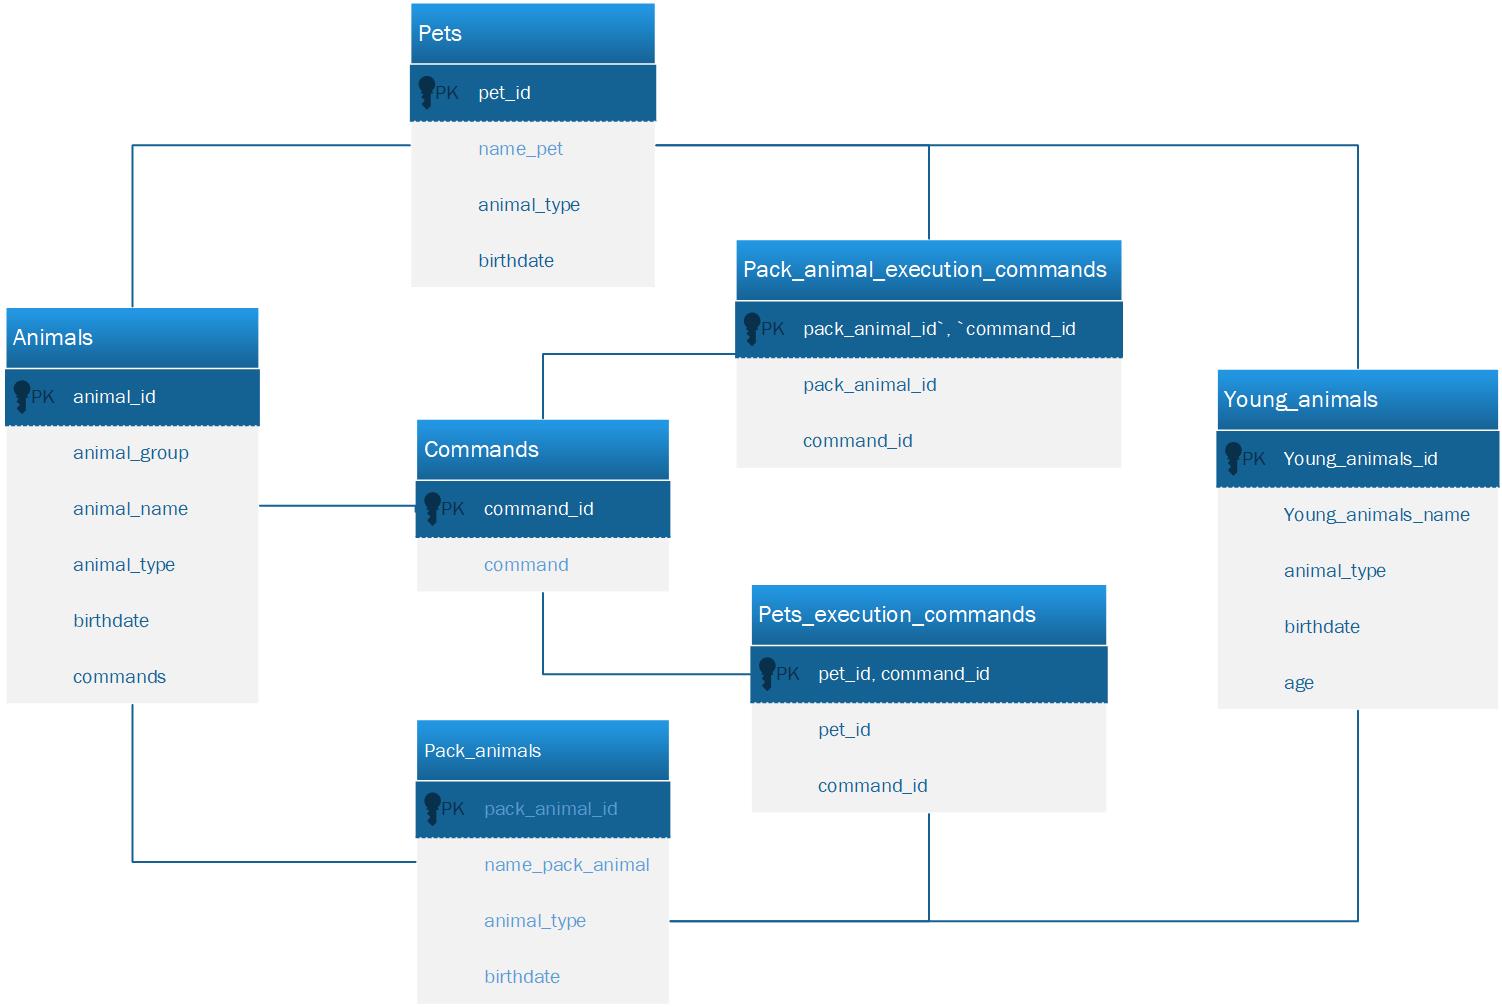 Pets
PK pet_id
name_pet
animal_type
birthdate
Pack_animal_execution_commands
PK pack_animal_id`, `command_id
pack_animal_id
command_id
Animals
PK animal_id
animal_group
animal_name
animal_type
birthdate
commands
Commands
PK command_id
command
Young_animals
PK Young_animals_id
Young_animals_name
animal_type
birthdate
age
Pets_execution_commands
PK pet_id, command_id
pet_id
command_id
Pack_animals
PK pack_animal_id
name_pack_animal
animal_type
birthdate